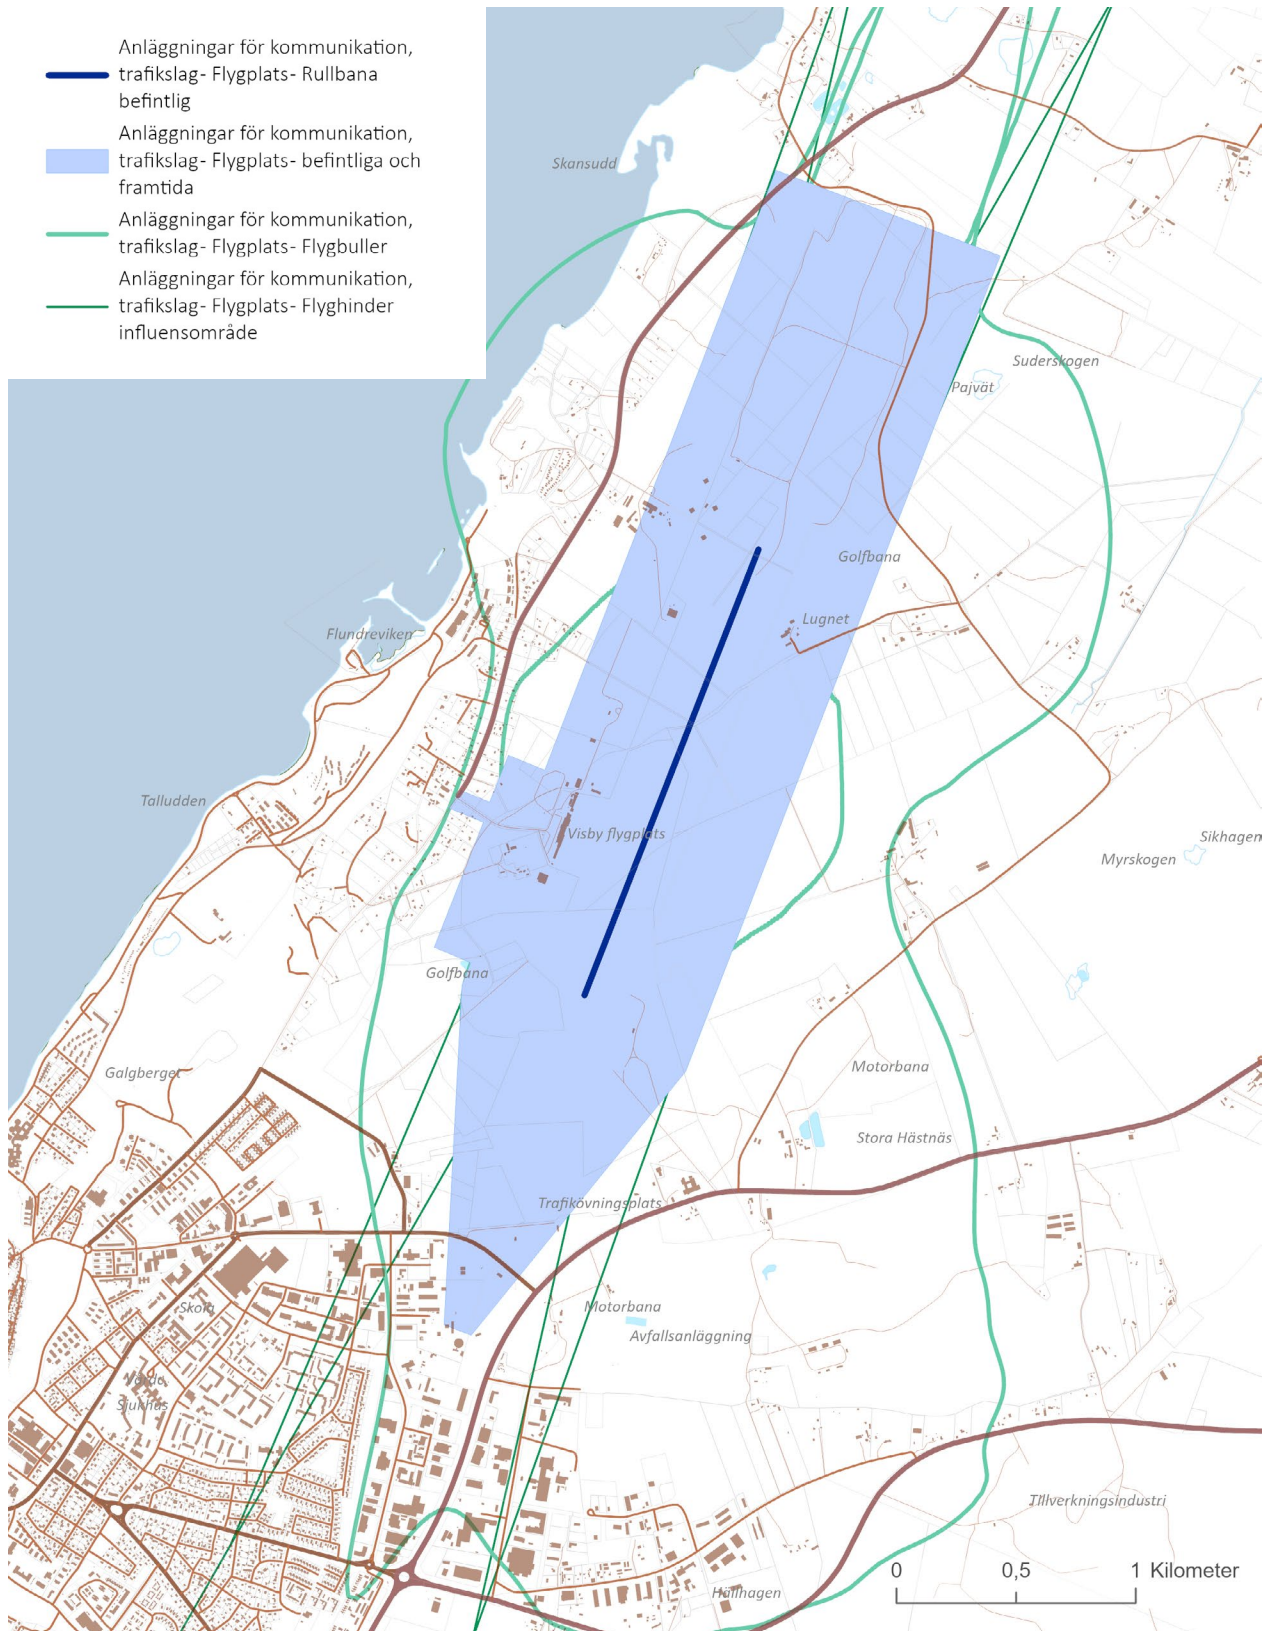 Anläggningar för kommunikation,
trafikslag- Flygplats- Rullbana
befintlig
Anläggningar för kommunikation,
trafikslag- Flygplats- befintliga och
framtida
Anläggningar för kommunikation,
trafikslag- Flygplats- Flygbuller
Anläggningar för kommunikation,
trafikslag- Flygplats- Flyghinder
influensområde
Skansudd
Suderskogen
Pajvät
Golfbana
Lugnet
Flundreviken
Talludden
Visby flygplats
Sikhagen
Myrskogen
Golfbana
Galgberget
Motorbana
Stora Hästnäs
Trafikövningsplats
Skola
Motorbana
Avfallsanläggning
Sjukhus
Tillverkningsindustri
Hällhagen
0 0,5 1 Kilometer